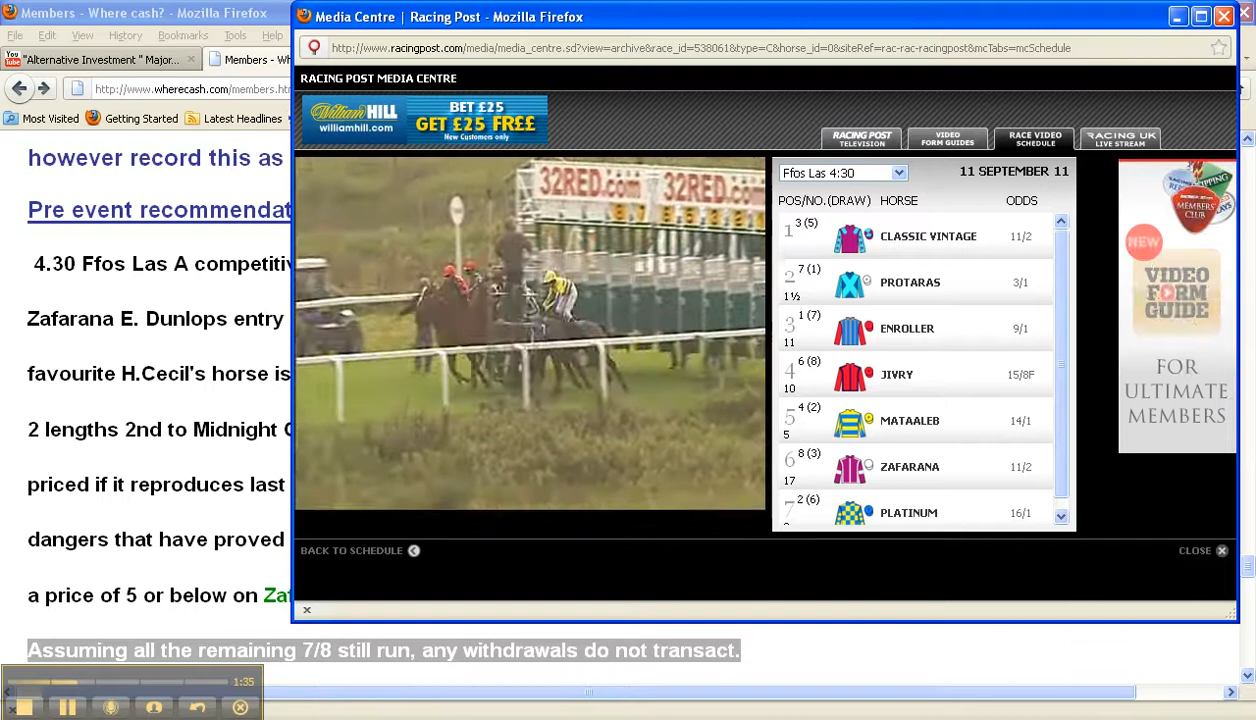 Members - Where cash? - Mozilla Firefox
File Edit View History Bookmarks Tools Help
"Alternative Investment " Major...
Members - Wh
http://www.wherecash.com/members.htm
Most Visited Getting Started Latest Headlines
however record this as
Pre event recommendat
4.30 Ffos Las A competitiv
Zafarana E. Dunlops entry
favourite H.Cecil's horse is
2 lengths 2nd to Midnight
priced if it reproduces last
dangers that have proved
a price of 5 or below on Zaf
Assuming all the remaining 7/8 still run, any withdrawals do not transact.
1:35
Media Centre | Racing Post - Mozilla Firefox
http://www.racingpost.com/media/media_centre.sd?view=archive&race_id=538061&type=C&horse_id=0&siteRef=rac-rac-racingpost&mcTabs=mcSchedule
RACING POST MEDIA CENTRE
William HILL
williamhill.com
BET £25
GET £25 FR££
New Customers only
RACING POST
TELEVISION
VIDEO
FORM GUIDES
RACE VIDEO
SCHEDULE
RACING UK
LIVE STREAM
32RED.com 32RED.com
Ffos Las 4:30
11 SEPTEMBER 11
POS/NO.(DRAW) HORSE ODDS
1 3 (5) CLASSIC VINTAGE 11/2
2 7 (1) PROTARAS 3/1
1½
3 1 (7) ENROLLER 9/1
11
4 6 (8) JIVRY 15/8F
10
5 4 (2) MATAALEB 14/1
5
6 8 (3) ZAFARANA 11/2
17
7 2 (6) PLATINUM 16/1
MEMBERS'
CLUB
NEW
VIDEO
FORM
GUIDE
FOR
ULTIMATE
MEMBERS
BACK TO SCHEDULE
CLOSE